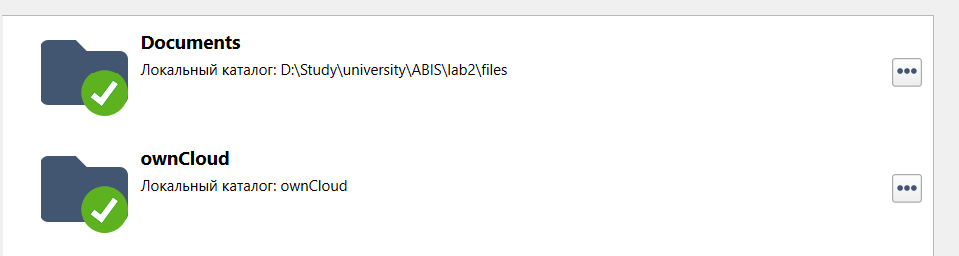 Documents
Локальный каталог: D:\Study\university\ABIS\lab2\files
ownCloud
Локальный каталог: ownCloud